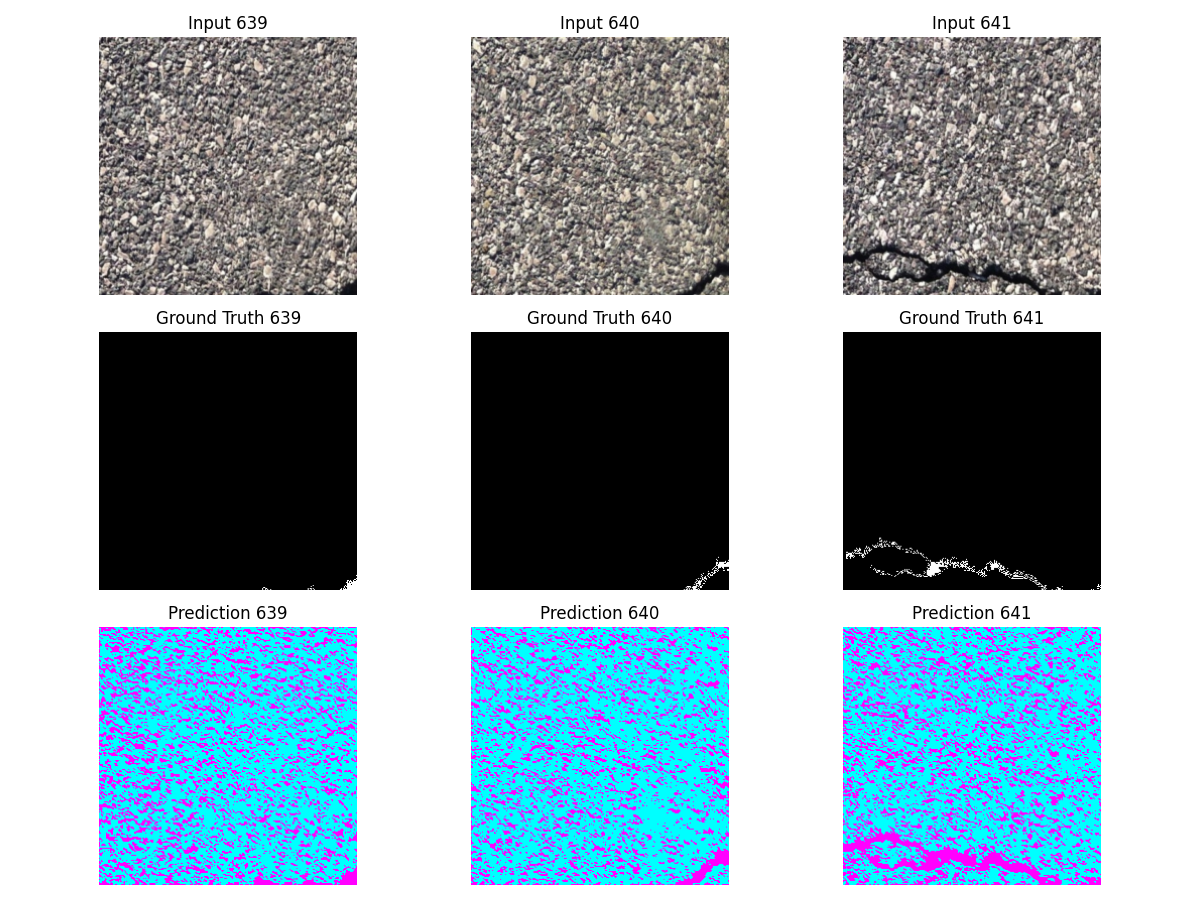 Input 639
Input 640
Input 641
Ground Truth 639
Ground Truth 640
Ground Truth 641
Prediction 639
Prediction 640
Prediction 641